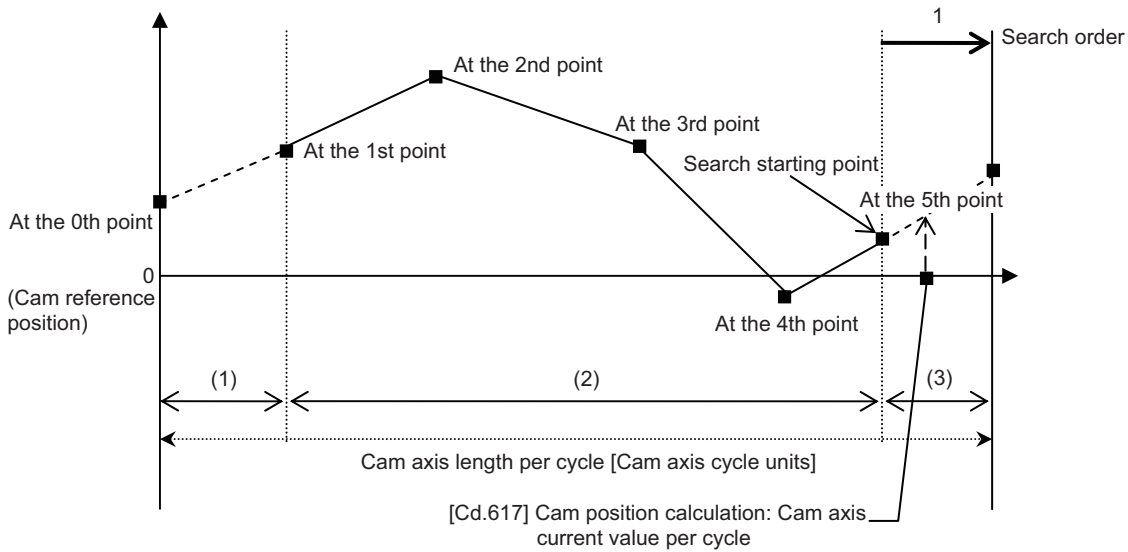 1
Search order
At the 2nd point
At the 3rd point
At the 1st point
Search starting point
At the 5th point
At the 0th point
0
(Cam reference
position)
At the 4th point
(1)
(2)
(3)
Cam axis length per cycle [Cam axis cycle units]
[Cd.617] Cam position calculation: Cam axis
current value per cycle